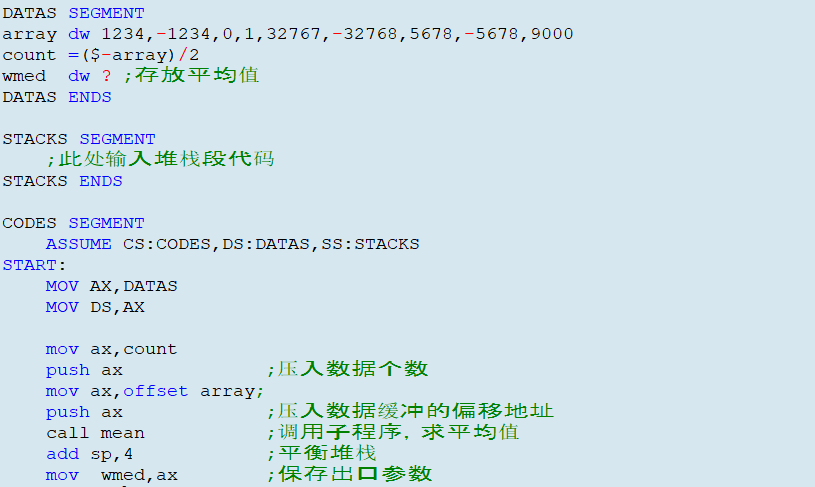 DATAS SEGMENT
array dw 1234,-1234,0,1,32767,-32768,5678,-5678,9000
count =($-array)/2
wmed  dw ? ;存放平均值
DATAS ENDS

STACKS SEGMENT
    ;此处输入堆栈段代码
STACKS ENDS

CODES SEGMENT
    ASSUME CS:CODES,DS:DATAS,SS:STACKS
START:
    MOV AX,DATAS
    MOV DS,AX

    mov ax,count
    push ax             ;压入数据个数
    mov ax,offset array;
    push ax             ;压入数据缓冲的偏移地址
    call mean           ;调用子程序，求平均值
    add sp,4            ;平衡堆栈
    mov  wmed,ax        ;保存出口参数